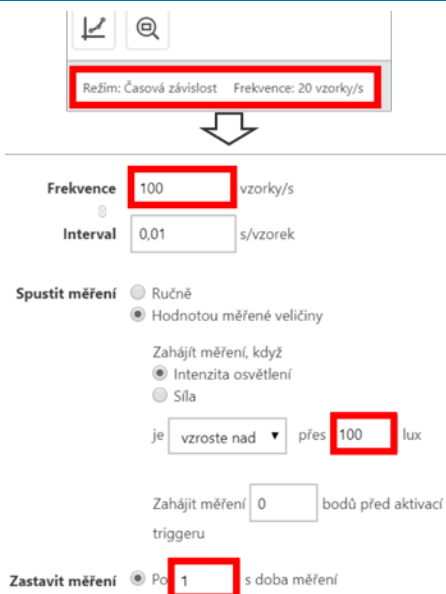 Režim: Časová závislost Frekvence: 20 vzorky/s
Frekvence 100 vzorky/s
Interval 0,01 s/vzorek
Spustit měření Ručně
Hodnotou měřené veličiny
Zahájít měření, když
Intenzita osvětlení
Síla
je vzroste nad přes 100 lux
Zahájit měření 0 bodů před aktivací
triggeru
Zastavit měření Po 1 s doba měření